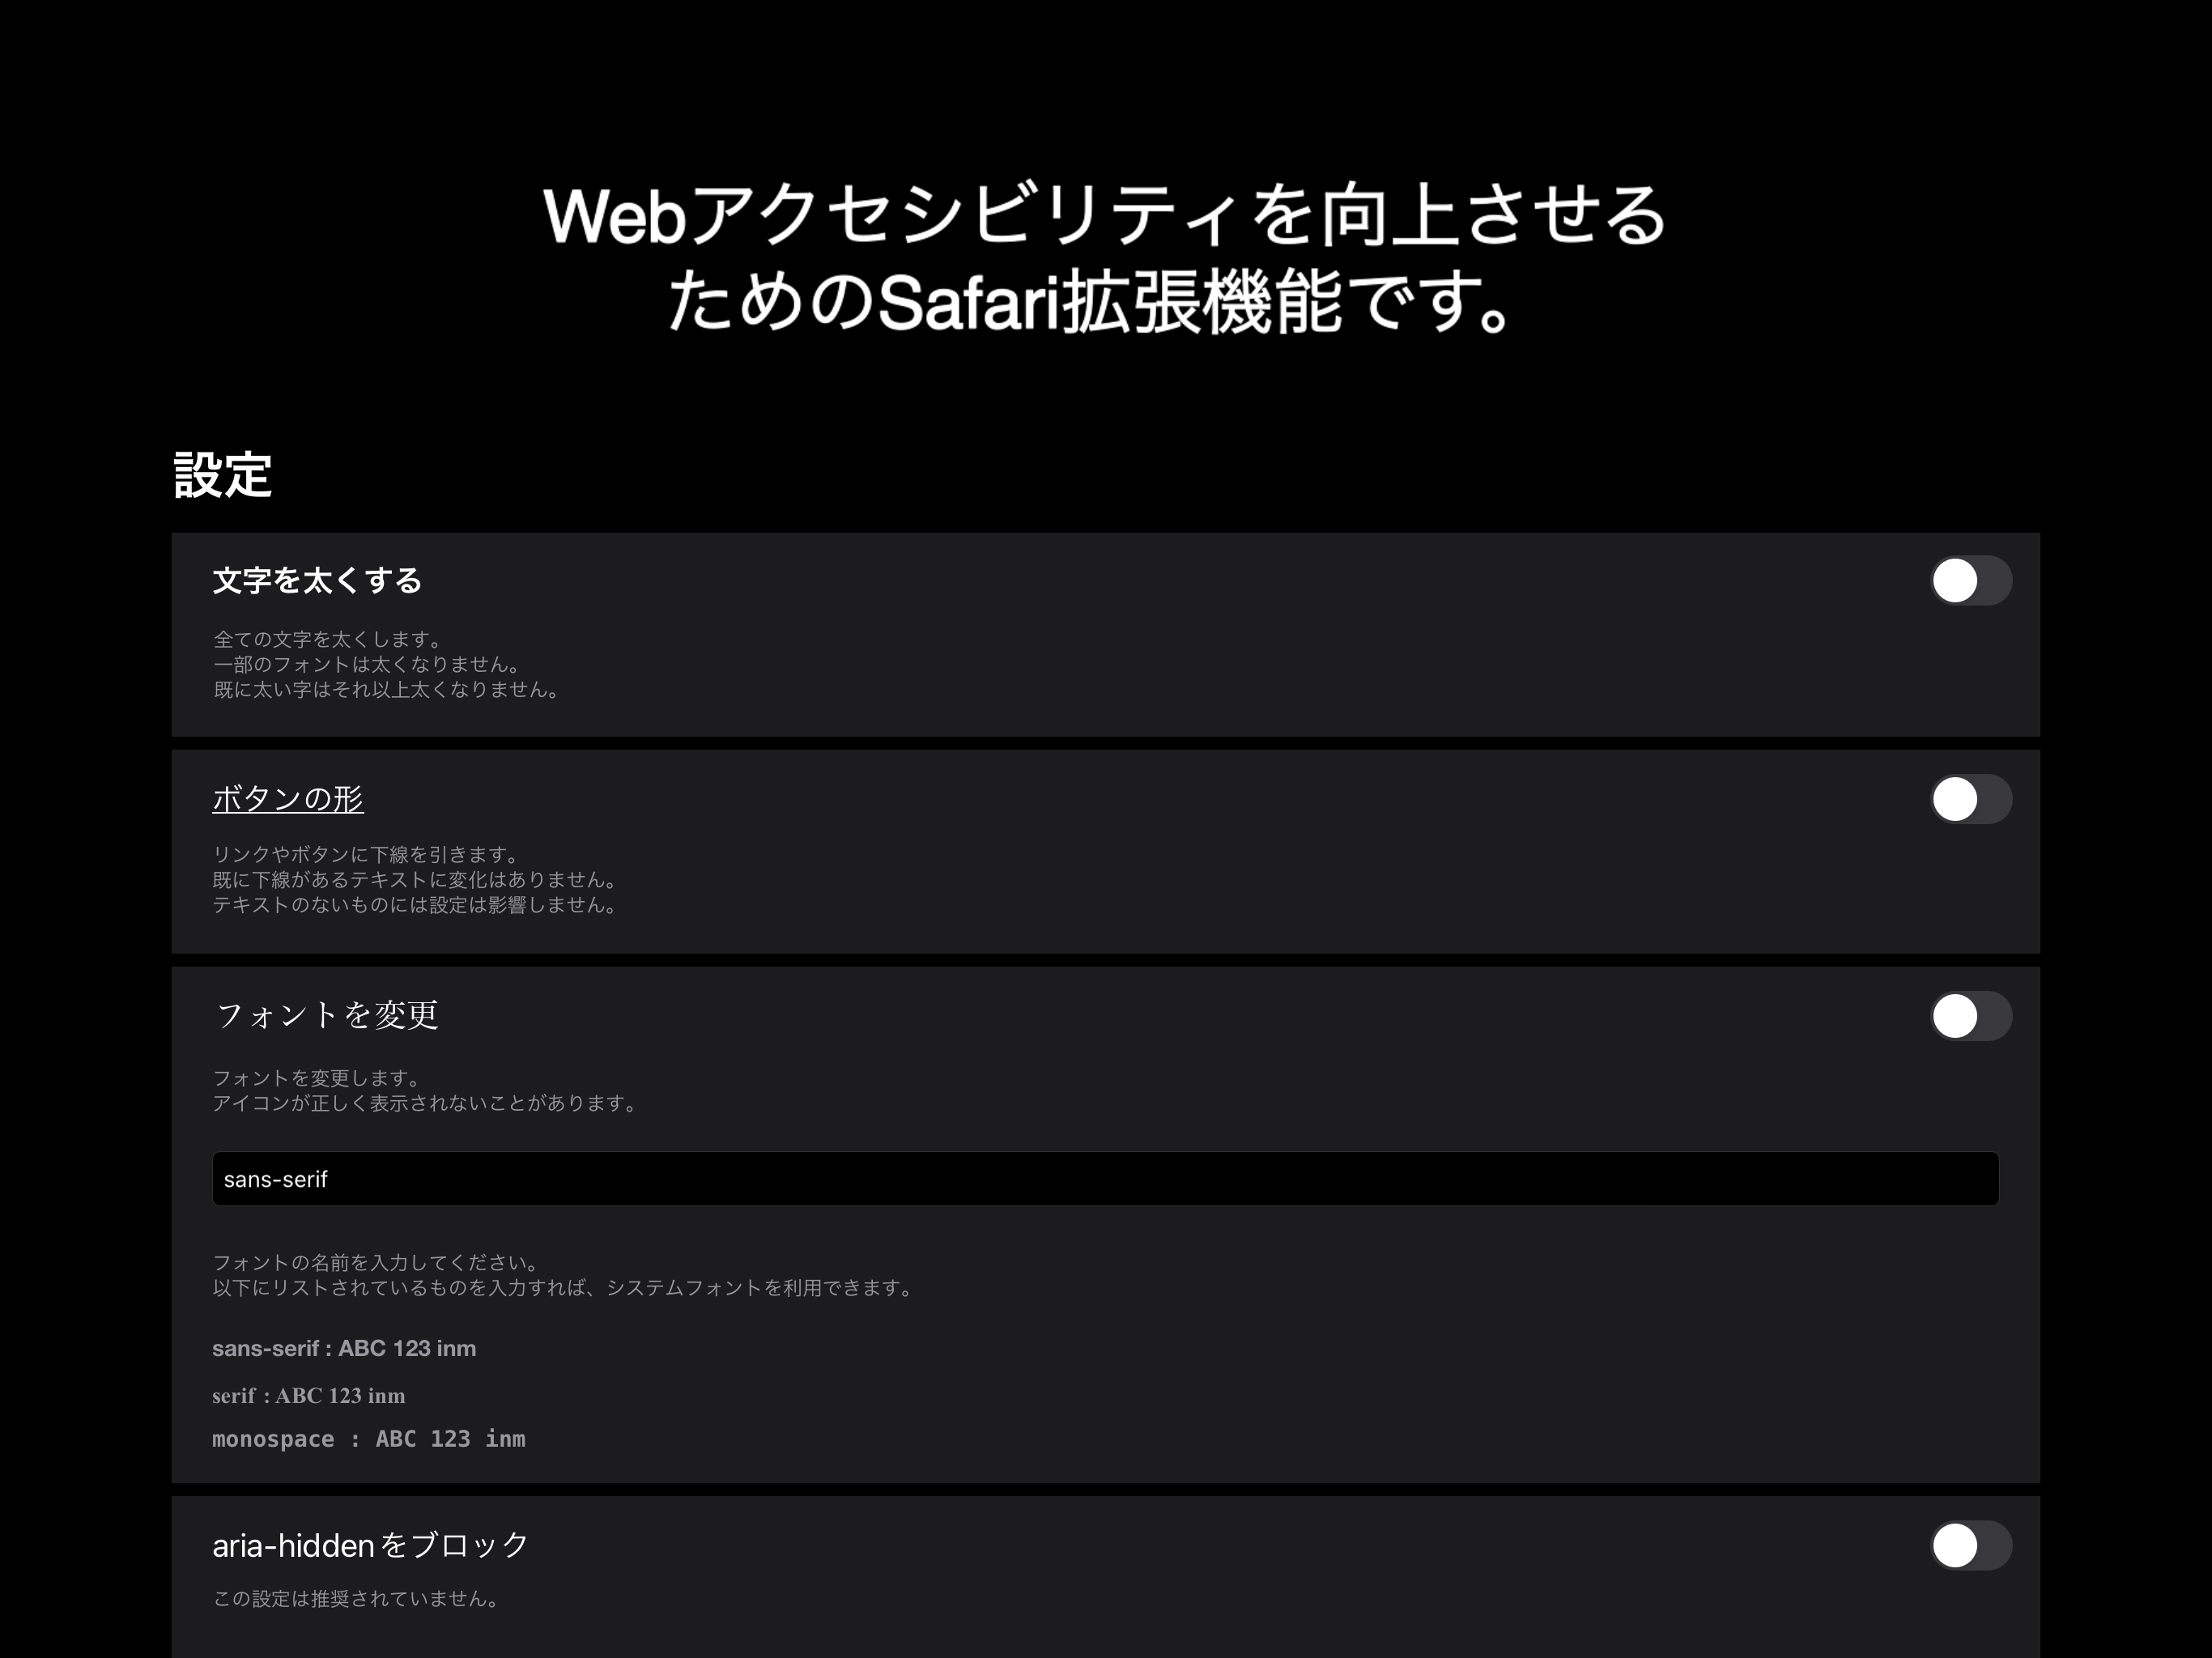 Webアクセシビリティを向上させる
ためのSafari拡張機能です。
設定
文字を太くする
全ての文字を太くします。
一部のフォントは太くなりません。
既に太い字はそれ以上太くなりません。
ボタンの形
リンクやボタンに下線を引きます。
既に下線があるテキストに変化はありません。
テキストのないものには設定は影響しません。
フォントを変更
フォントを変更します。
アイコンが正しく表示されないことがあります。
sans-serif
フォントの名前を入力してください。
以下にリストされているものを入力すれば、システムフォントを利用できます。
sans-serif : ABC 123 inm
serif : ABC 123 inm
monospace : ABC 123 inm
aria-hiddenをブロック
この設定は推奨されていません。